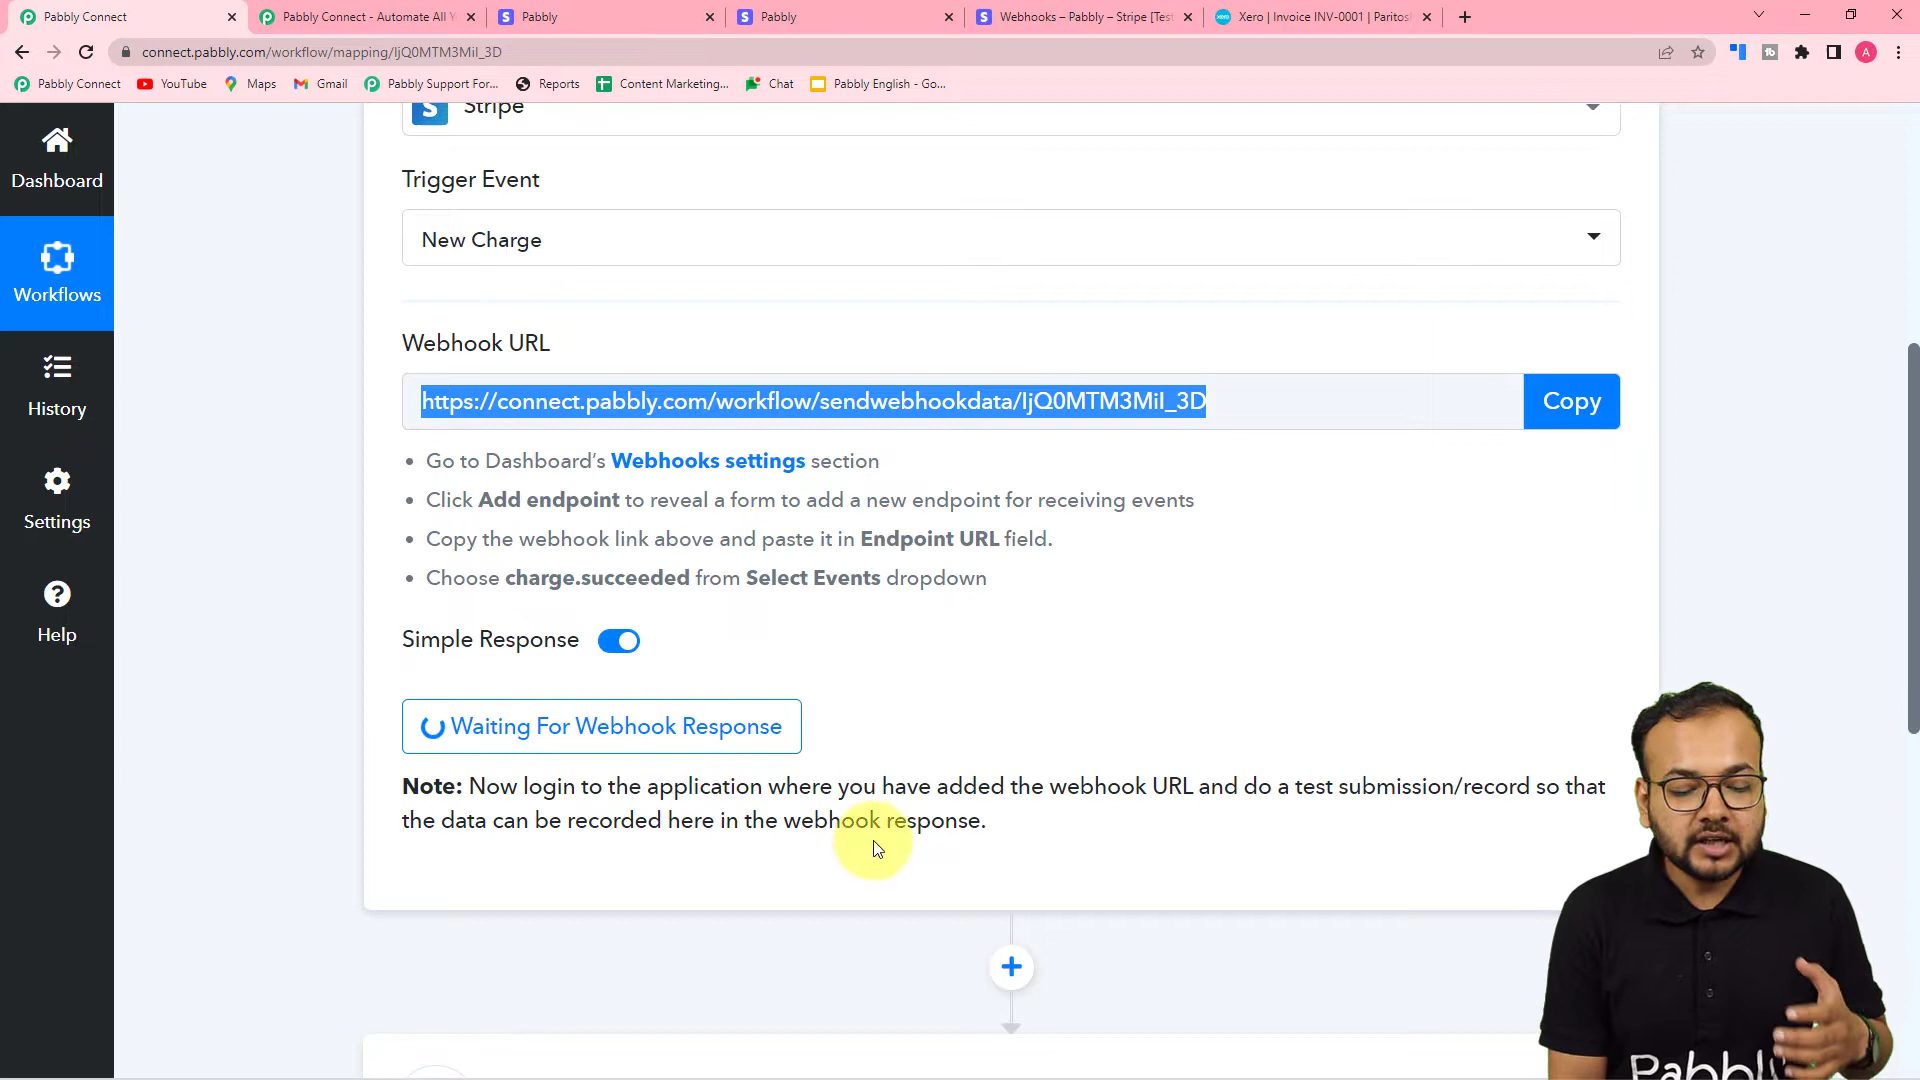 Pabbly Connect
Pabbly Connect - Automate All Y
Pabbly
Pabbly
Webhooks – Pabbly – Stripe [Test
Xero | Invoice INV-0001 | Paritosh
connect.pabbly.com/workflow/mapping/IjQ0MTM3MiI_3D
A
Pabbly Connect
YouTube
Maps
Gmail
Pabbly Support For...
Reports
Content Marketing...
Chat
Pabbly English - Go...
Dashboard
Workflows
History
Settings
Help
Stripe
Trigger Event
New Charge
Webhook URL
https://connect.pabbly.com/workflow/sendwebhookdata/IjQ0MTM3MiI_3D
Copy
Go to Dashboard's Webhooks settings section
Click Add endpoint to reveal a form to add a new endpoint for receiving events
Copy the webhook link above and paste it in Endpoint URL field.
Choose charge.succeeded from Select Events dropdown
Simple Response
Waiting For Webhook Response
Note: Now login to the application where you have added the webhook URL and do a test submission/record so that
the data can be recorded here in the webhook response.
Pabbly